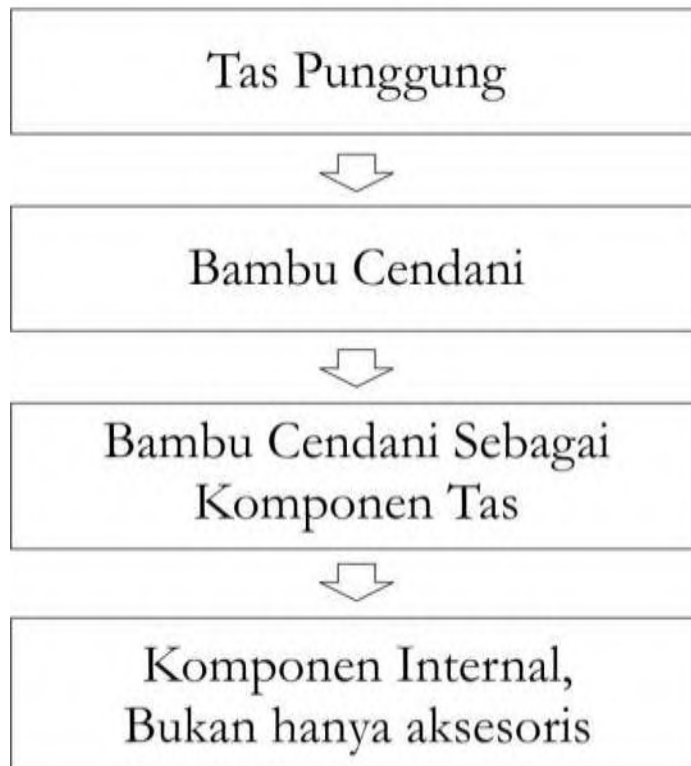 Tas Punggung
Bambu Cendani
Bambu Cendani Sebagai
Komponen Tas
Komponen Internal,
Bukan hanya aksesoris